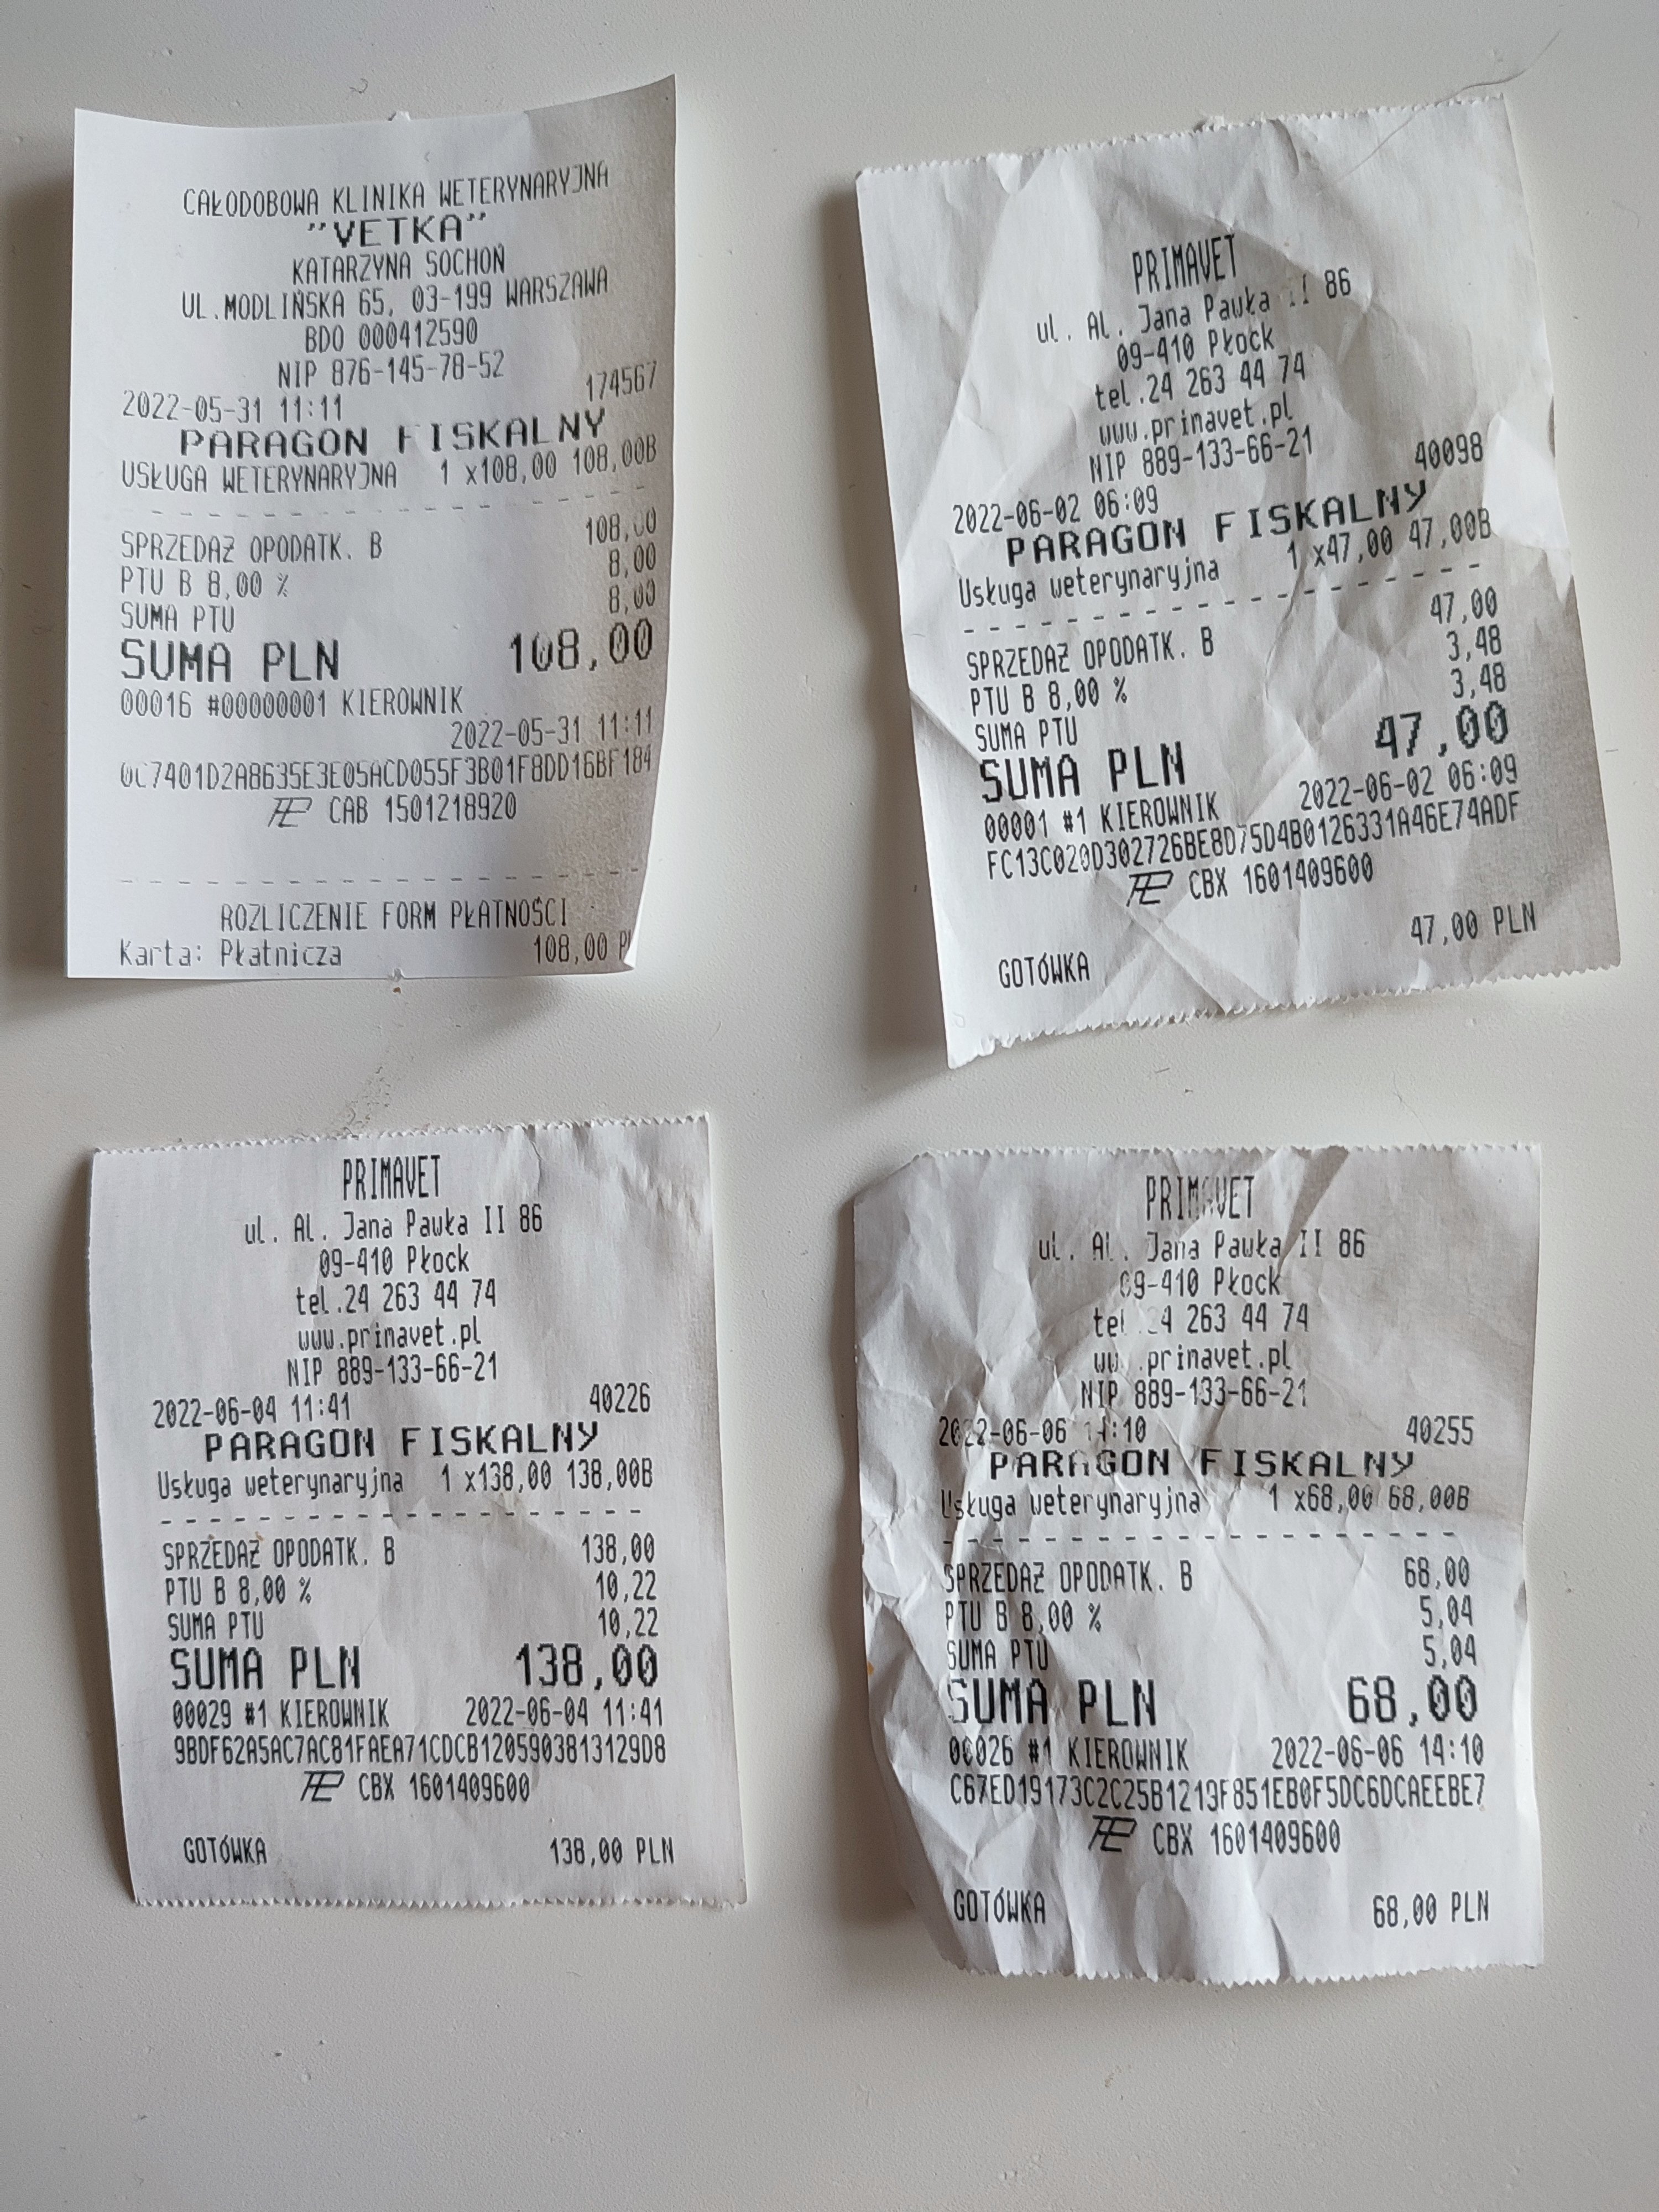 CAŁODOBOWA KLINIKA WETERYNARYJNA
"VETKA"
KATARZYNA SOCHOŃ
UL.MODLIŃSKA 65, 03-199 WARSZAWA
BDO 000412590
NIP 876-145-78-52
2022-05-31 11:11 174567
PARAGON FISKALNY
USŁUGA WETERYNARYJNA 1 x108,00 108,00B
SPRZEDAŻ OPODATK. B 108,00
PTU B 8,00 % 8,00
SUMA PTU 8,00
SUMA PLN 108,00
00016 #00000001 KIEROWNIK
2022-05-31 11:11
0C7401D2A8635E3E05ACD055F3B01F8DD16BF184
CAB 1501218920
ROZLICZENIE FORM PŁATNOŚCI
Karta: Płatnicza 108,00
PRIMAVET
ul. Al. Jana Pawła II 86
09-410 Płock
tel.24 263 44 74
www.primavet.pl
NIP 889-133-66-21
2022-06-02 06:09 40098
PARAGON FISKALNY
Usługa weterynaryjna 1 x47,00 47,00B
SPRZEDAŻ OPODATK. B 47,00
PTU B 8,00 % 3,48
SUMA PTU 3,48
SUMA PLN 47,00
00001 #1 KIEROWNIK 2022-06-02 06:09
FC13C020D302726BE8D75D4B0126331A46E74ADF
CBX 1601409600
GOTÓWKA 47,00 PLN
PRIMAVET
ul. Al. Jana Pawła II 86
09-410 Płock
tel.24 263 44 74
www.primavet.pl
NIP 889-133-66-21
2022-06-04 11:41 40226
PARAGON FISKALNY
Usługa weterynaryjna 1 x138,00 138,00B
SPRZEDAŻ OPODATK. B 138,00
PTU B 8,00 % 10,22
SUMA PTU 10,22
SUMA PLN 138,00
00029 #1 KIEROWNIK 2022-06-04 11:41
9BDF62A5AC7AC81FAEA71CDCB1205903813129D8
CBX 1601409600
GOTÓWKA 138,00 PLN
PRIMAVET
ul. Al. Jana Pawła II 86
09-410 Płock
tel.24 263 44 74
www.primavet.pl
NIP 889-133-66-21
2022-06-06 14:10 40255
PARAGON FISKALNY
Usługa weterynaryjna 1 x68,00 68,00B
SPRZEDAŻ OPODATK. B 68,00
PTU B 8,00 % 5,04
SUMA PTU 5,04
SUMA PLN 68,00
00026 #1 KIEROWNIK 2022-06-06 14:10
C67ED19173C2C25B1219F851EB0F5DC6DCAEEBE7
CBX 1601409600
GOTÓWKA 68,00 PLN